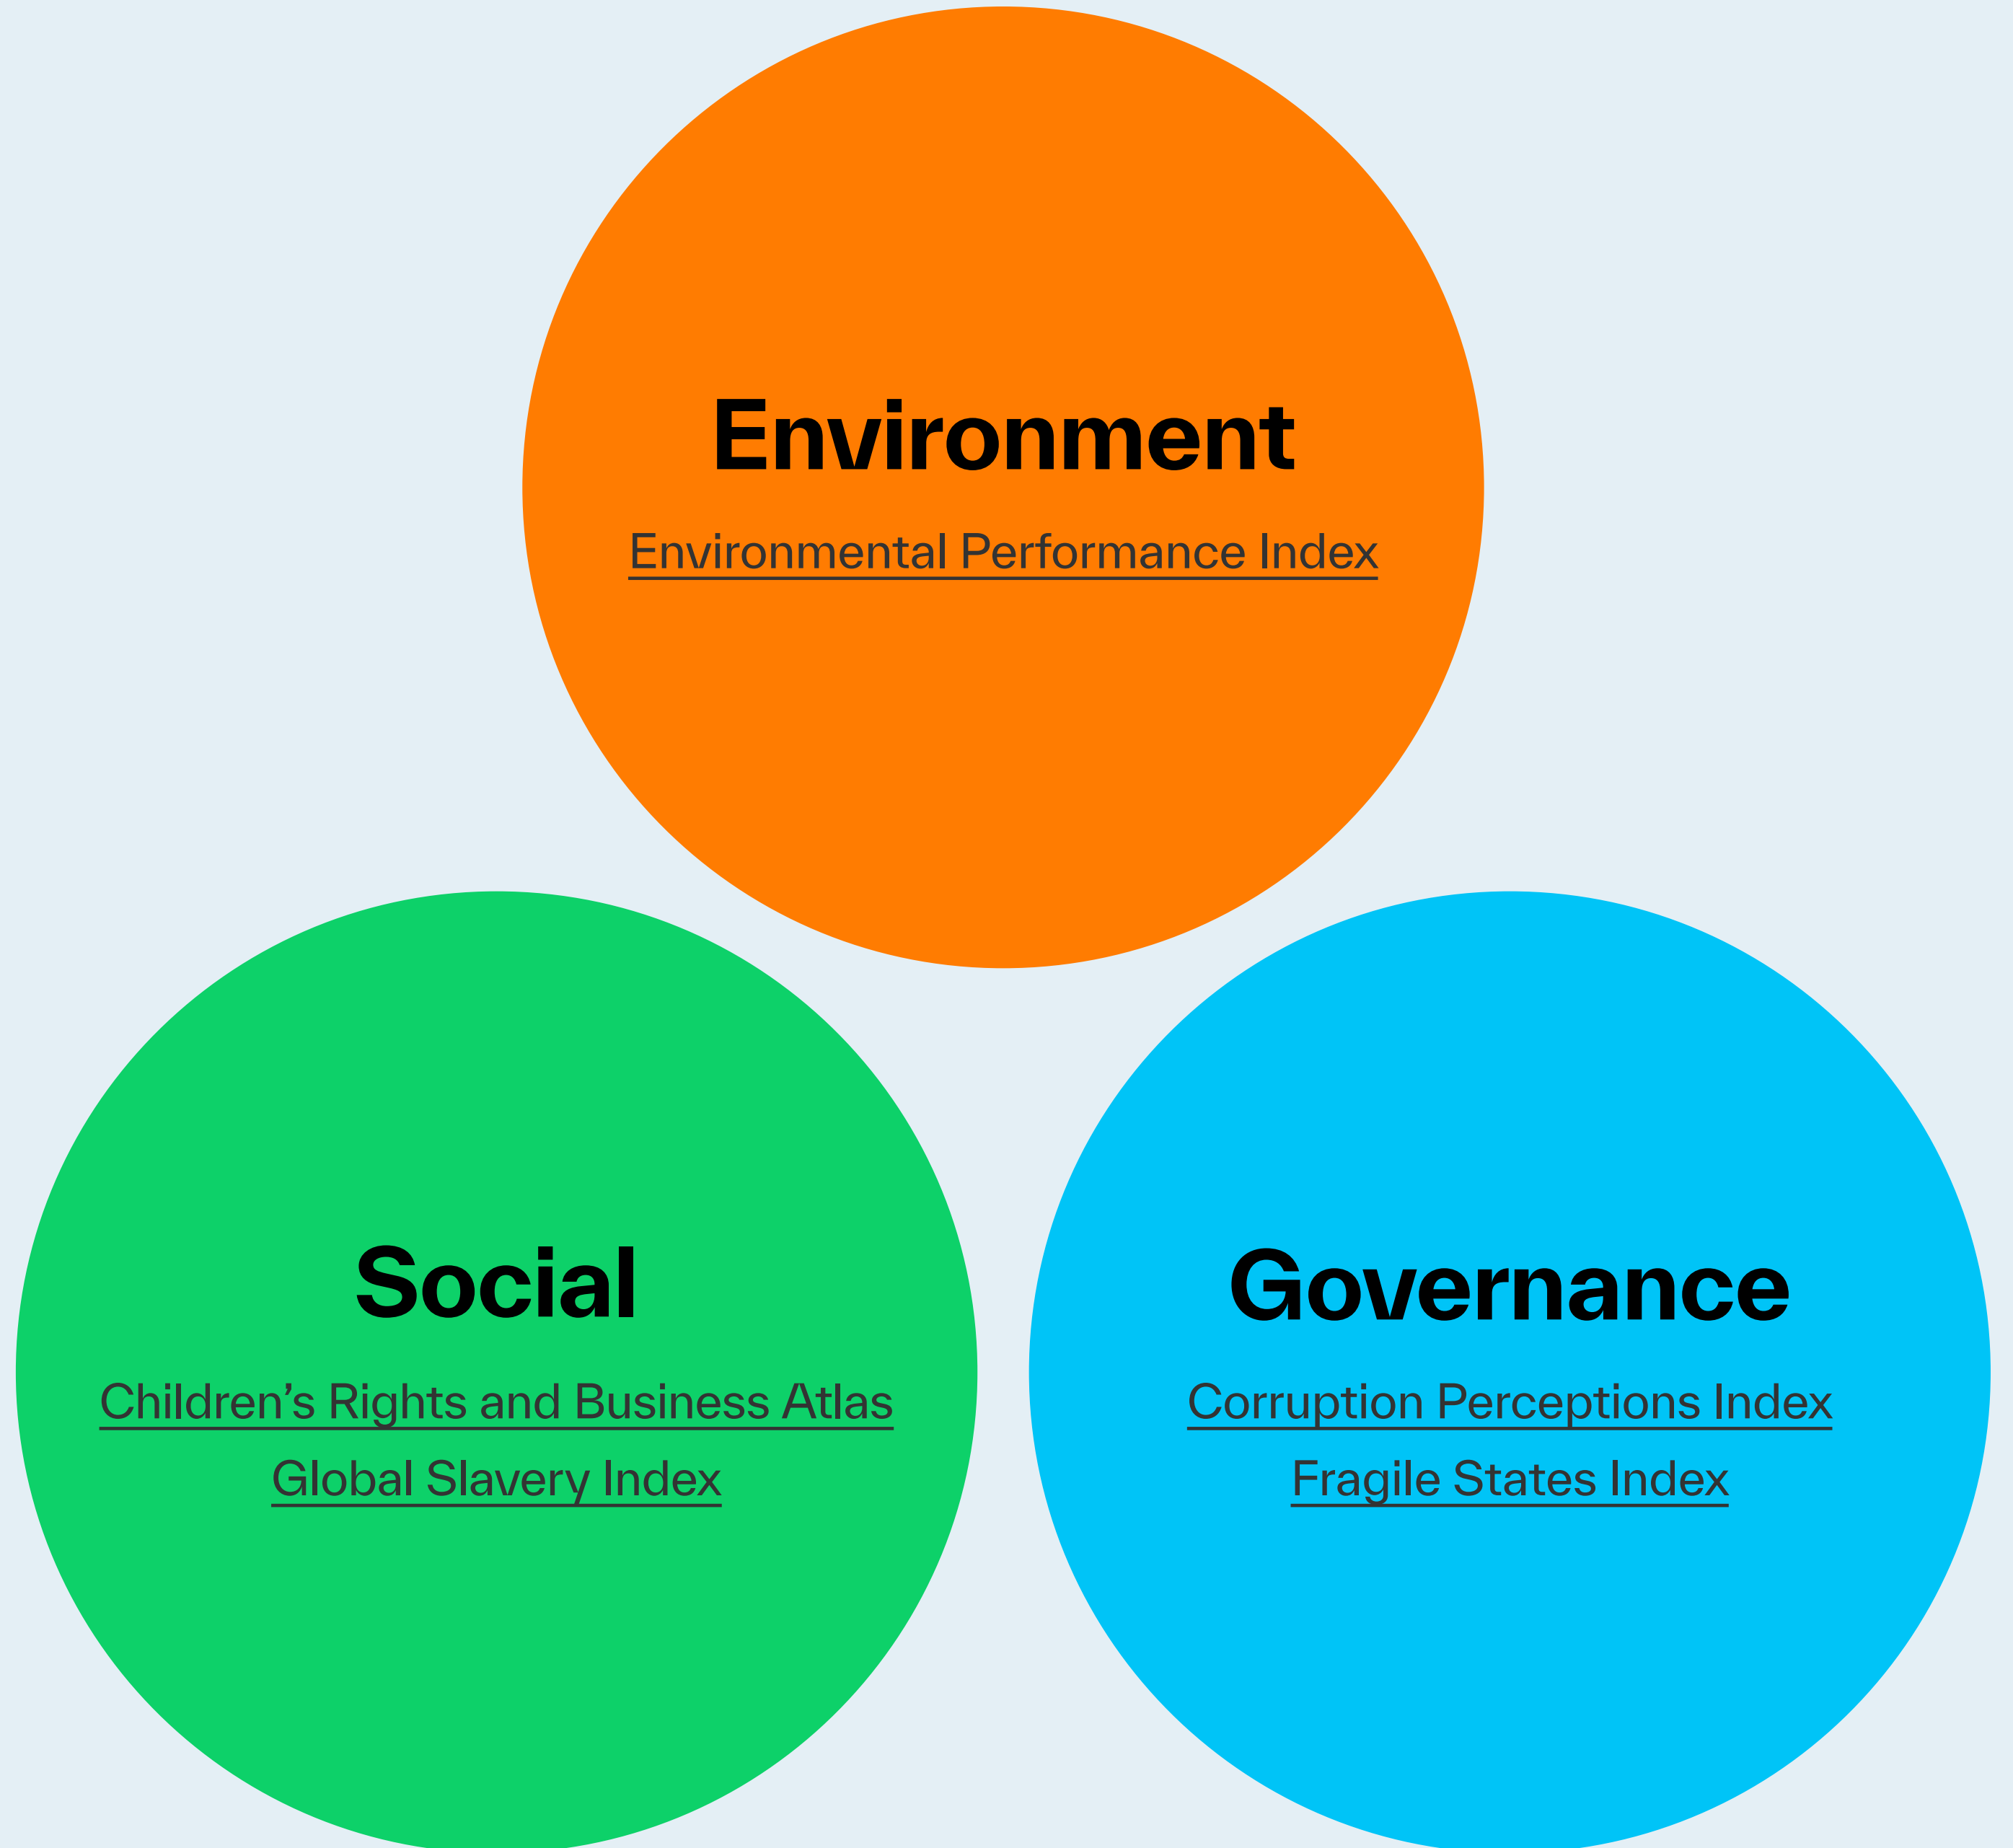 Environment
Environmental Performance Index
Social
Children’s Rights and Business Atlas
Global Slavery Index
Governance
Corruption Perceptions Index
Fragile States Index